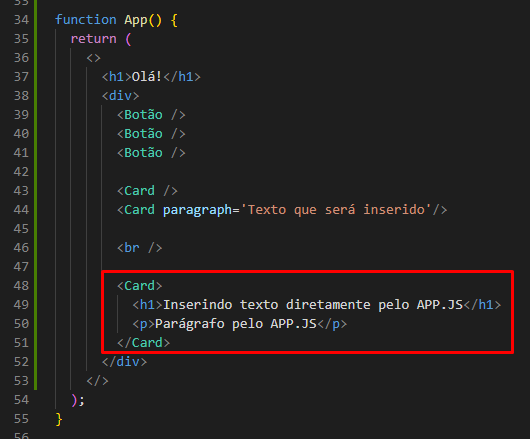 33
34 function App() {
35 return (
36 <>
37 <h1>Olá!</h1>
38 <div>
39 <Botão />
40 <Botão />
41 <Botão />
42
43 <Card />
44 <Card paragraph='Texto que será inserido'/>
45
46 <br />
47
48 <Card>
49 <h1>Inserindo texto diretamente pelo APP.JS</h1>
50 <p>Parágrafo pelo APP.JS</p>
51 </Card>
52 </div>
53 </>
54 );
55 }
56